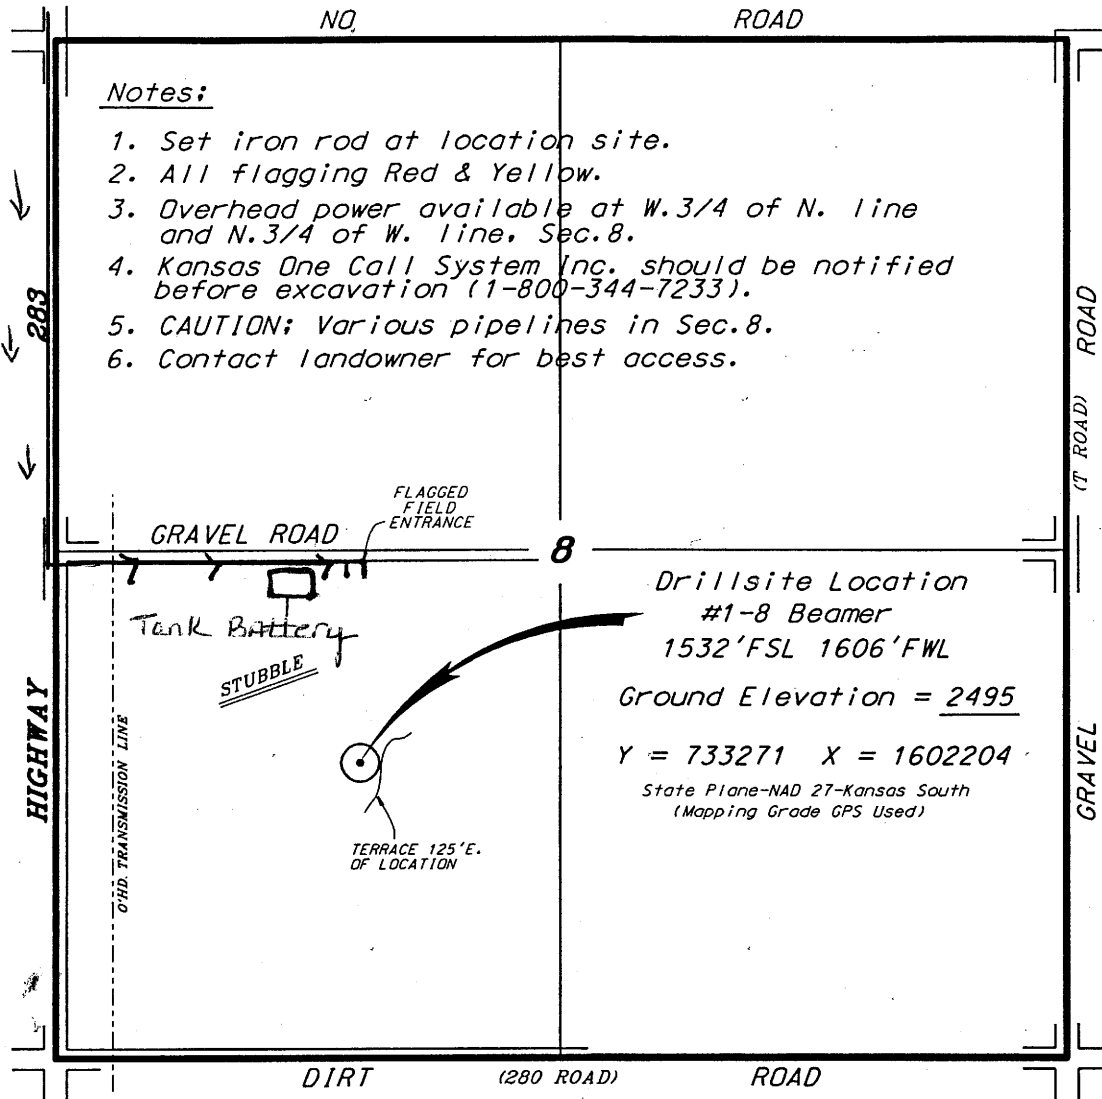 NO. ROAD
Notes:
1. Set iron rod at location site.
2. All flagging Red & Yellow.
3. Overhead power available at W.3/4 of N. line
and N.3/4 of W. line, Sec.8.
4. Kansas One Call System Inc. should be notified
before excavation (1-800-344-7233).
5. CAUTION: Various pipelines in Sec.8.
6. Contact landowner for best access.
HIGHWAY 283
GRAVEL (T ROAD) ROAD
FLAGGED
FIELD
ENTRANCE
GRAVEL ROAD
8
Tank Battery
STUBBLE
Drillsite Location
#1-8 Beamer
1532'FSL 1606'FWL
Ground Elevation = 2495
Y = 733271 X = 1602204
State Plane-NAD 27-Kansas South
(Mapping Grade GPS Used)
O'HD. TRANSMISSION LINE
TERRACE 125'E.
OF LOCATION
DIRT (280 ROAD) ROAD